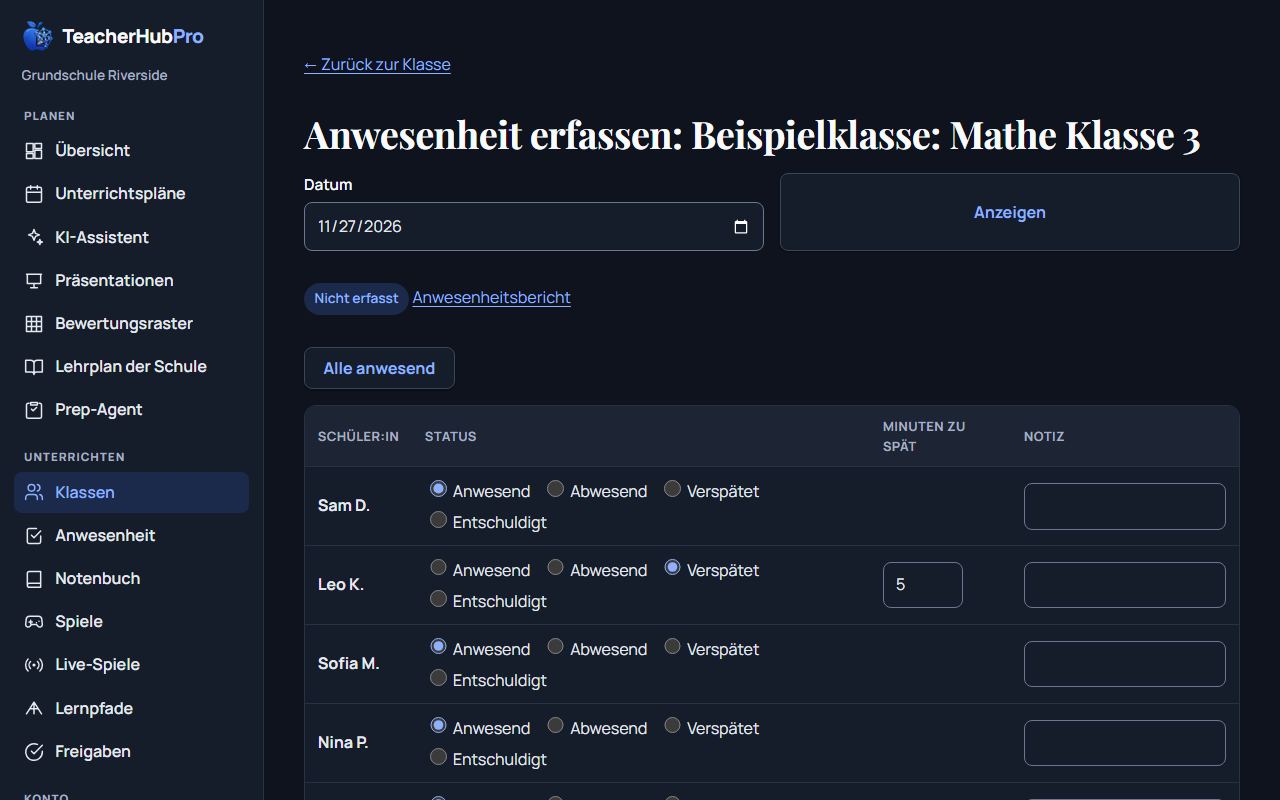 TeacherHubPro
Grundschule Riverside
PLANEN
Übersicht
Unterrichtspläne
KI-Assistent
Präsentationen
Bewertungsraster
Lehrplan der Schule
Prep-Agent
UNTERRICHTEN
Klassen
Anwesenheit
Notenbuch
Spiele
Live-Spiele
Lernpfade
Freigaben
KONTO
← Zurück zur Klasse
Anwesenheit erfassen: Beispielklasse: Mathe Klasse 3
Datum
11/27/2026
Anzeigen
Nicht erfasst Anwesenheitsbericht
Alle anwesend
SCHÜLER:IN STATUS MINUTEN ZU SPÄT NOTIZ
Sam D. Anwesend Abwesend Verspätet
Entschuldigt
Leo K. Anwesend Abwesend Verspätet 5
Entschuldigt
Sofia M. Anwesend Abwesend Verspätet
Entschuldigt
Nina P. Anwesend Abwesend Verspätet
Entschuldigt